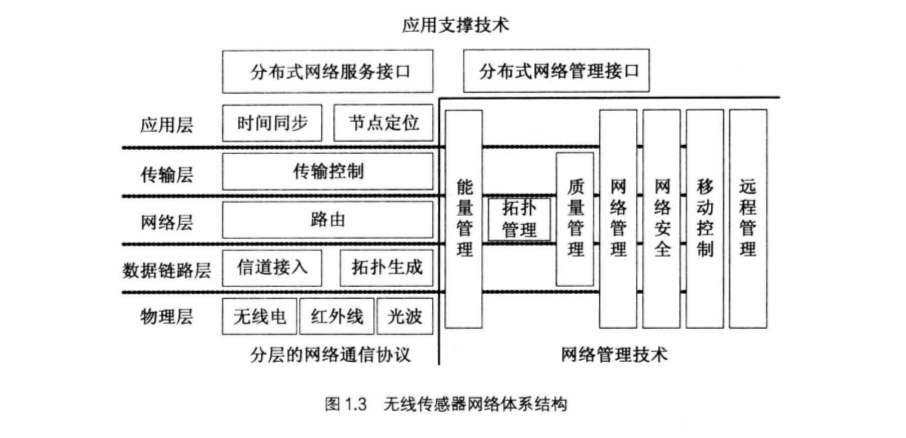 应用支撑技术
分布式网络服务接口
分布式网络管理接口
应用层
时间同步
节点定位
传输层
传输控制
网络层
路由
数据链路层
信道接入
拓扑生成
物理层
无线电
红外线
光波
能量管理
拓扑
管理
质量管理
网络管理
网络安全
移动控制
远程管理
分层的网络通信协议
网络管理技术
图 1.3 无线传感器网络体系结构